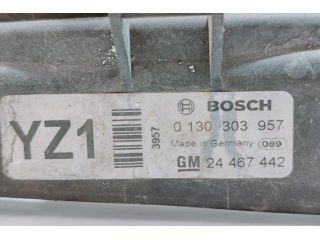 YZ1
3957
BOSCH
0 130 303 957
Made in Germany (089)
GM 24 467 442